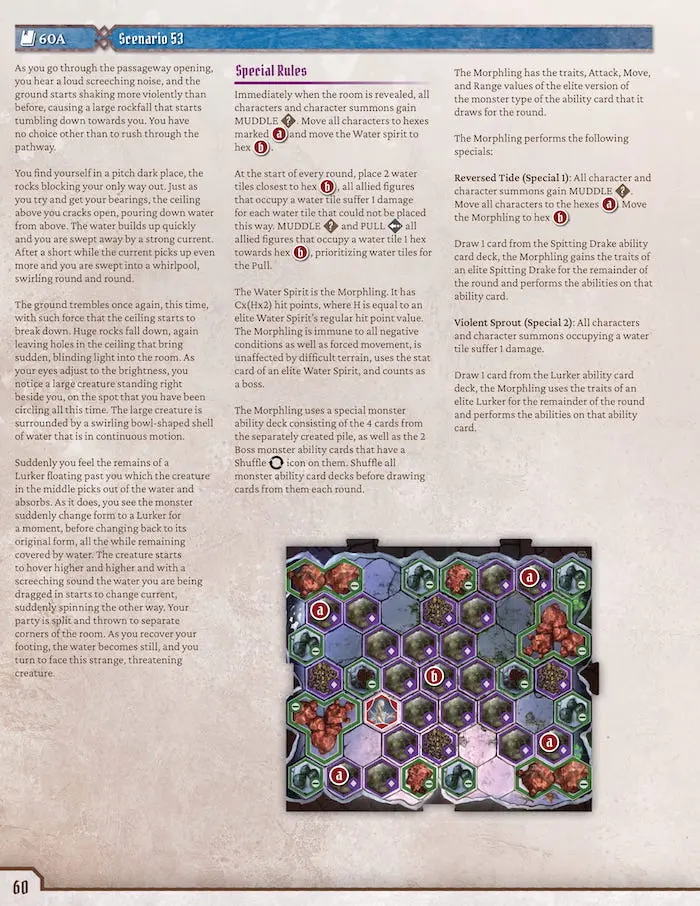 60A
Scenario 53
As you go through the passageway opening,
you hear a loud screeching noise, and the
ground starts shaking more violently than
before, causing a large rockfall that starts
tumbling down towards you. You have
no choice other than to rush through the
pathway.
You find yourself in a pitch dark place, the
rocks blocking your only way out. Just as
you try and get your bearings, the ceiling
above you cracks open, pouring down water
from above. The water builds up quickly
and you are swept away by a strong current.
After a short while the current picks up even
more and you are swept into a whirlpool,
swirling round and round.
The ground trembles once again, this time,
with such force that the ceiling starts to
break down. Huge rocks fall down, again
leaving holes in the ceiling that bring
sudden, blinding light into the room. As
your eyes adjust to the brightness, you
notice a large creature standing right
beside you, on the spot that you have been
circling all this time. The large creature is
surrounded by a swirling bowl-shaped shell
of water that is in continuous motion.
Suddenly you feel the remains of a
Lurker floating past you which the creature
in the middle picks out of the water and
absorbs. As it does, you see the monster
suddenly change form to a Lurker for
a moment, before changing back to its
original form, all the while remaining
covered by water. The creature starts
to hover higher and higher and with a
screeching sound the water you are being
dragged in starts to change current,
suddenly spinning the other way. Your
party is split and thrown to separate
corners of the room. As you recover your
footing, the water becomes still, and you
turn to face this strange, threatening
creature.
Special Rules
Immediately when the room is revealed, all
characters and character summons gain
MUDDLE ?. Move all characters to hexes
marked a and move the Water spirit to
hex b.
At the start of every round, place 2 water
tiles closest to hex b, all allied figures
that occupy a water tile suffer 1 damage
for each water tile that could not be placed
this way. MUDDLE ? and PULL all
allied figures that occupy a water tile 1 hex
towards hex b, prioritizing water tiles for
the Pull.
The Water Spirit is the Morphling. It has
Cx(Hx2) hit points, where H is equal to an
elite Water Spirit's regular hit point value.
The Morphling is immune to all negative
conditions as well as forced movement, is
unaffected by difficult terrain, uses the stat
card of an elite Water Spirit, and counts as
a boss.
The Morphling uses a special monster
ability deck consisting of the 4 cards from
the separately created pile, as well as the 2
Boss monster ability cards that have a
Shuffle icon on them. Shuffle all
monster ability card decks before drawing
cards from them each round.
The Morphling has the traits, Attack, Move,
and Range values of the elite version of
the monster type of the ability card that it
draws for the round.
The Morphling performs the following
specials:
Reversed Tide (Special 1): All character and
character summons gain MUDDLE ?.
Move all characters to the hexes a. Move
the Morphling to hex b
Draw 1 card from the Spitting Drake ability
card deck, the Morphling gains the traits of
an elite Spitting Drake for the remainder of
the round and performs the abilities on that
ability card.
Violent Sprout (Special 2): All characters
and character summons occupying a water
tile suffer 1 damage.
Draw 1 card from the Lurker ability card
deck, the Morphling uses the traits of an
elite Lurker for the remainder of the round
and performs the abilities on that ability
card.
a
a
b
a
a
60